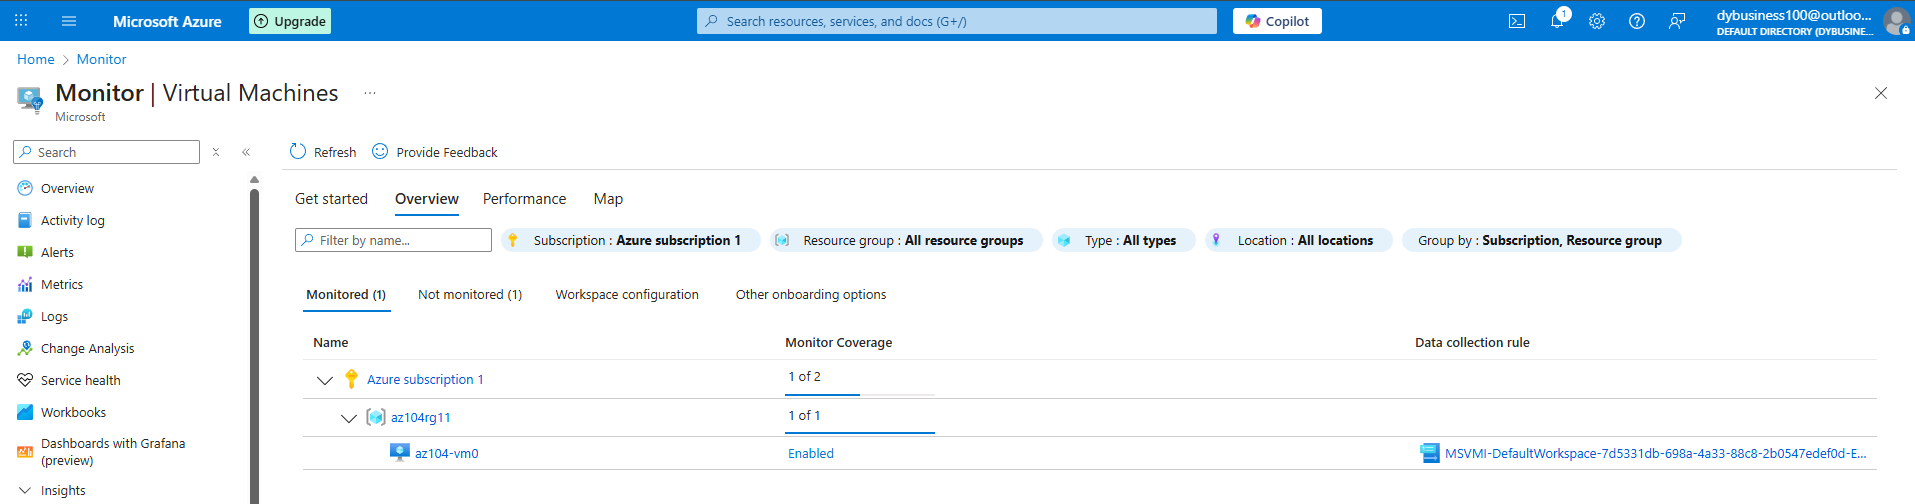 Microsoft Azure
Upgrade
Search resources, services, and docs (G+/)
Copilot
1
dybusiness100@outloo...
DEFAULT DIRECTORY (DYBUSINE...
Home > Monitor
Monitor | Virtual Machines ...
Microsoft
Search
Refresh
Provide Feedback
Overview
Activity log
Alerts
Metrics
Logs
Change Analysis
Service health
Workbooks
Dashboards with Grafana
(preview)
Insights
Get started Overview Performance Map
Filter by name...
Subscription : Azure subscription 1
Resource group : All resource groups
Type : All types
Location : All locations
Group by : Subscription, Resource group
Monitored (1) Not monitored (1) Workspace configuration Other onboarding options
Name Monitor Coverage Data collection rule
Azure subscription 1 1 of 2
az104rg11 1 of 1
az104-vm0 Enabled MSVMI-DefaultWorkspace-7d5331db-698a-4a33-88c8-2b0547edef0d-E...